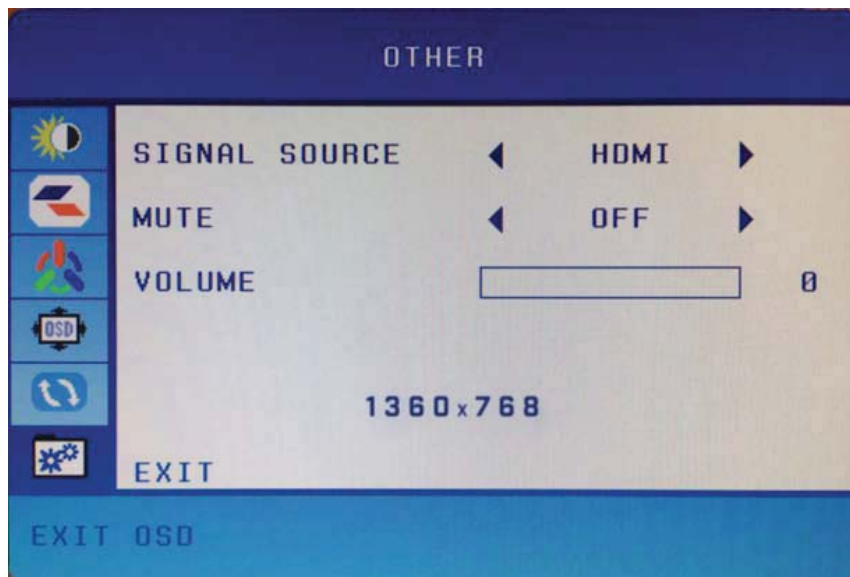 OTHER
SIGNAL SOURCE HDMI
MUTE OFF
VOLUME 0
OSD
1360x768
EXIT
EXIT OSD